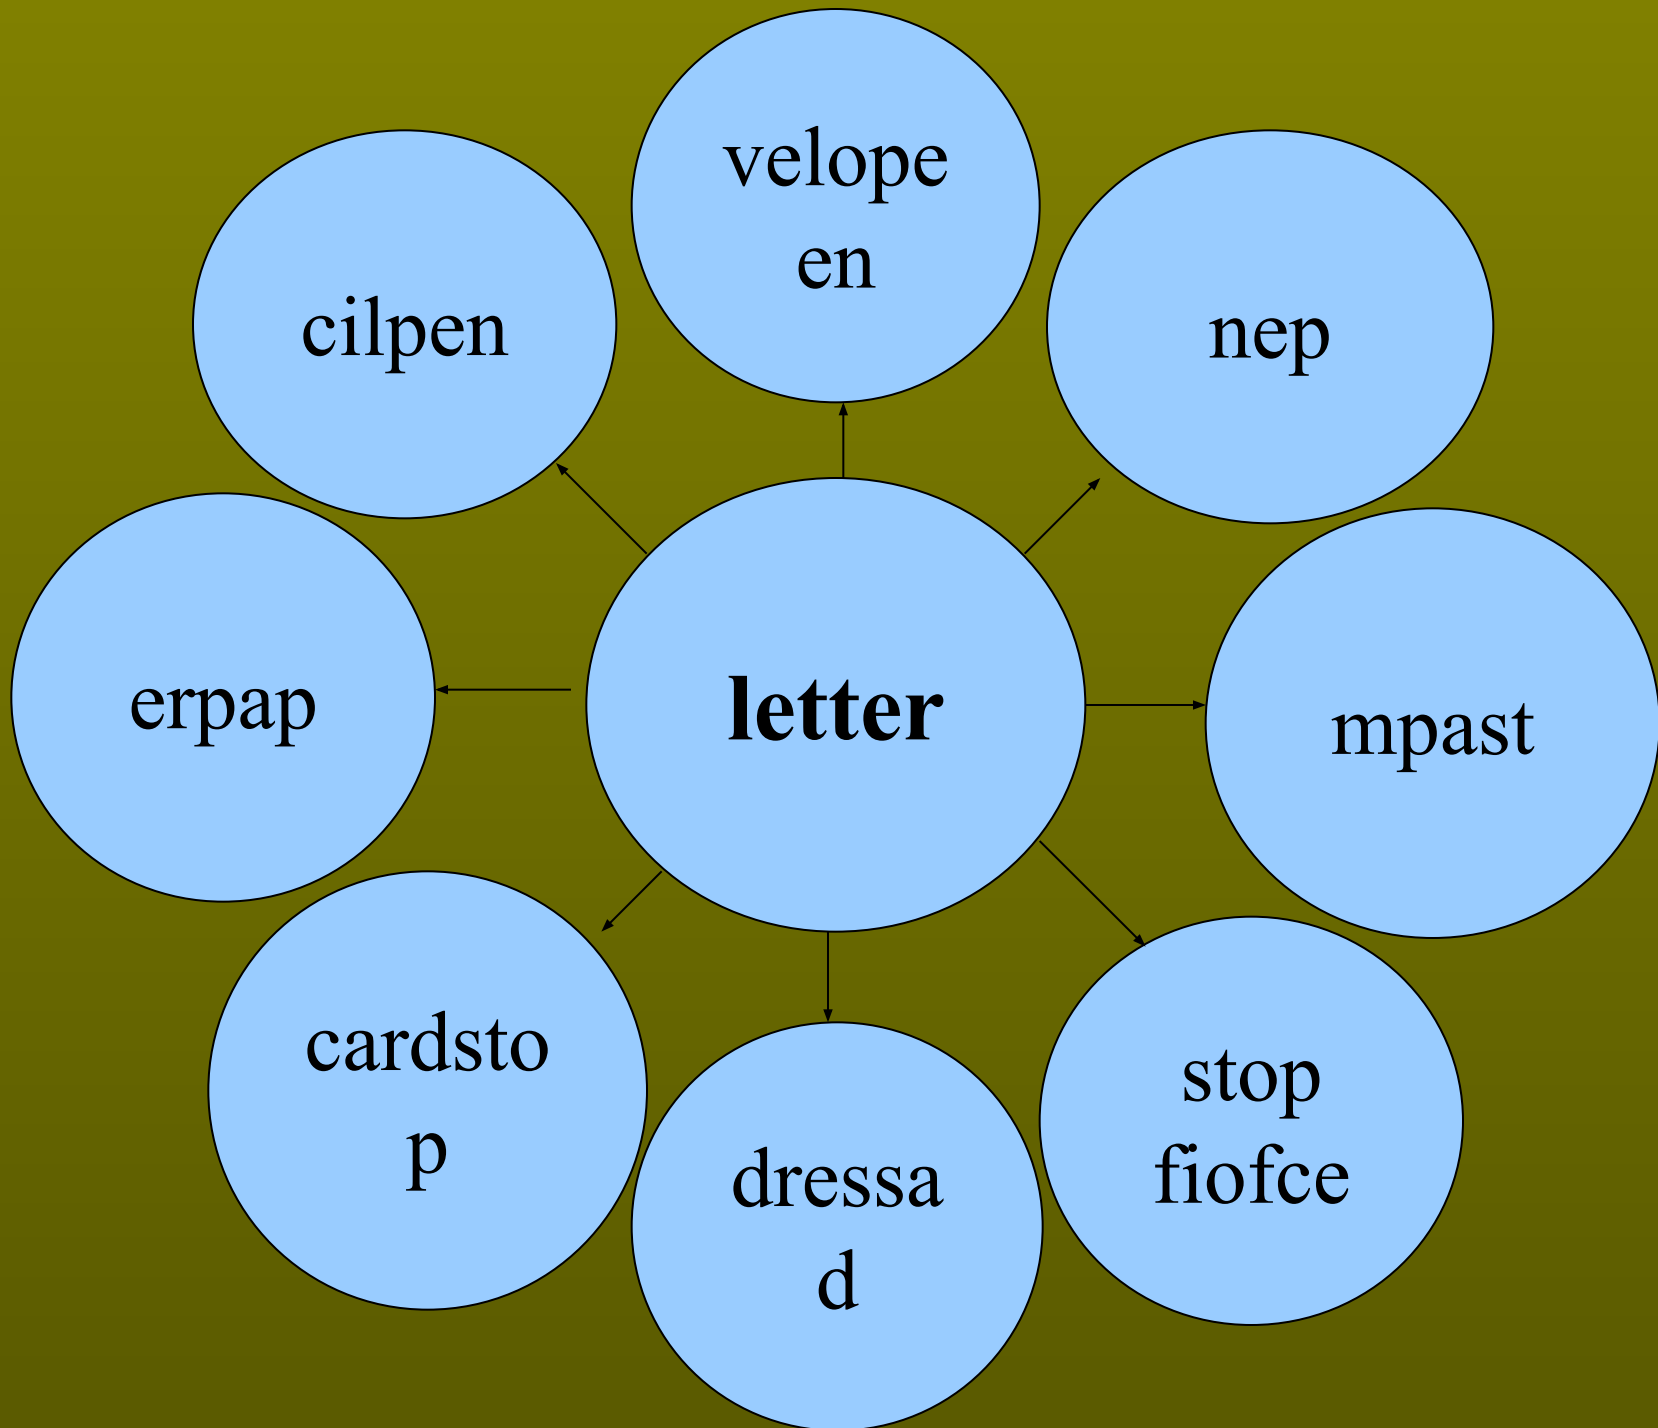 velope
en
cilpen
nep
erpap
letter
mpast
cardsto
p
stop
fiofce
dressa
d